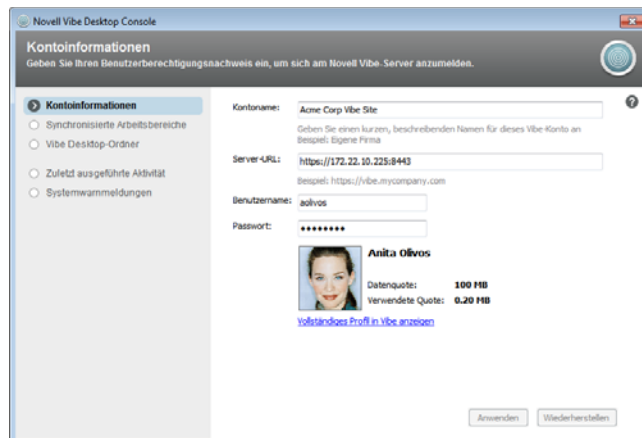 Novell Vibe Desktop Console
Kontoinformationen
Geben Sie Ihren Benutzerberechtigungsnachweis ein, um sich am Novell Vibe-Server anzumelden.
Kontoinformationen
Synchronisierte Arbeitsbereiche
Vibe Desktop-Ordner
Zuletzt ausgeführte Aktivität
Systemwarnmeldungen
Kontoname:
Acme Corp Vibe Site
Geben Sie einen kurzen, beschreibenden Namen für dieses Vibe-Konto an
Beispiel: Eigene Firma
Server-URL:
https://172.22.10.225:8443
Beispiel: https://vibe.mycompany.com
Benutzername:
aolivos
Passwort:
••••••••
Anita Olivos
Datenquote: 100 MB
Verwendete Quote: 0.20 MB
Vollständiges Profil in Vibe anzeigen
Anwenden
Wiederherstellen